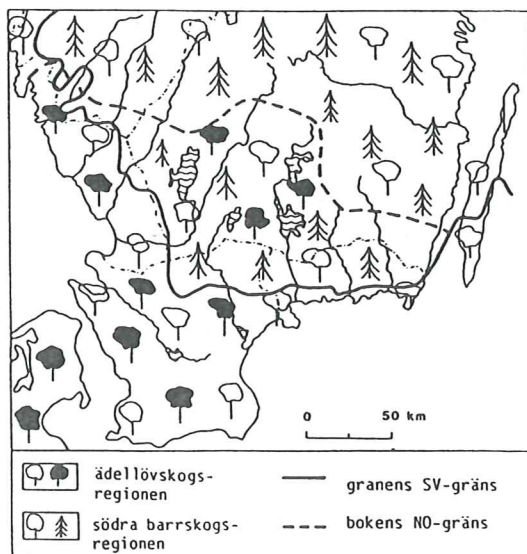 0 50 km
ädellövskogs-
regionen
granens SV-gräns
södra barrskogs-
regionen
bokens NO-gräns